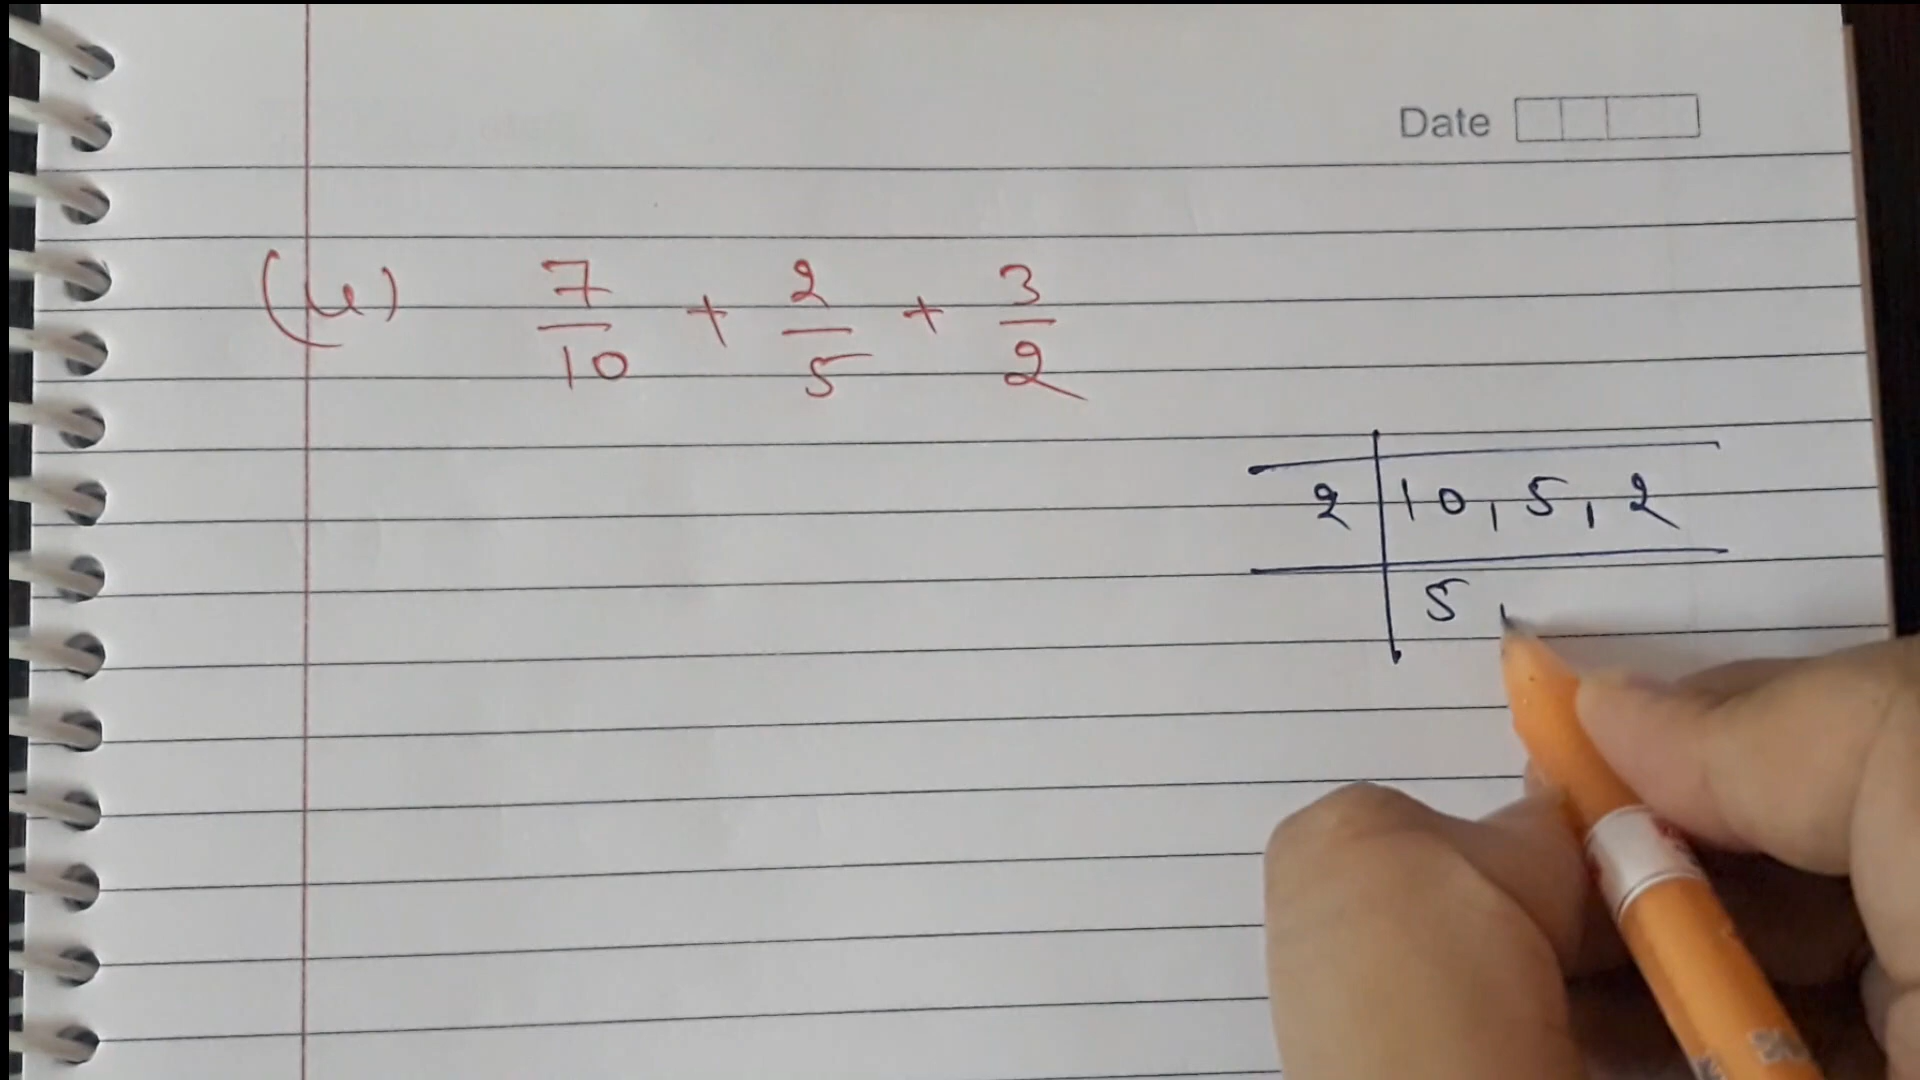 Date
7/10 + 2/5 + 3/2
2 | 10, 5, 2
5,